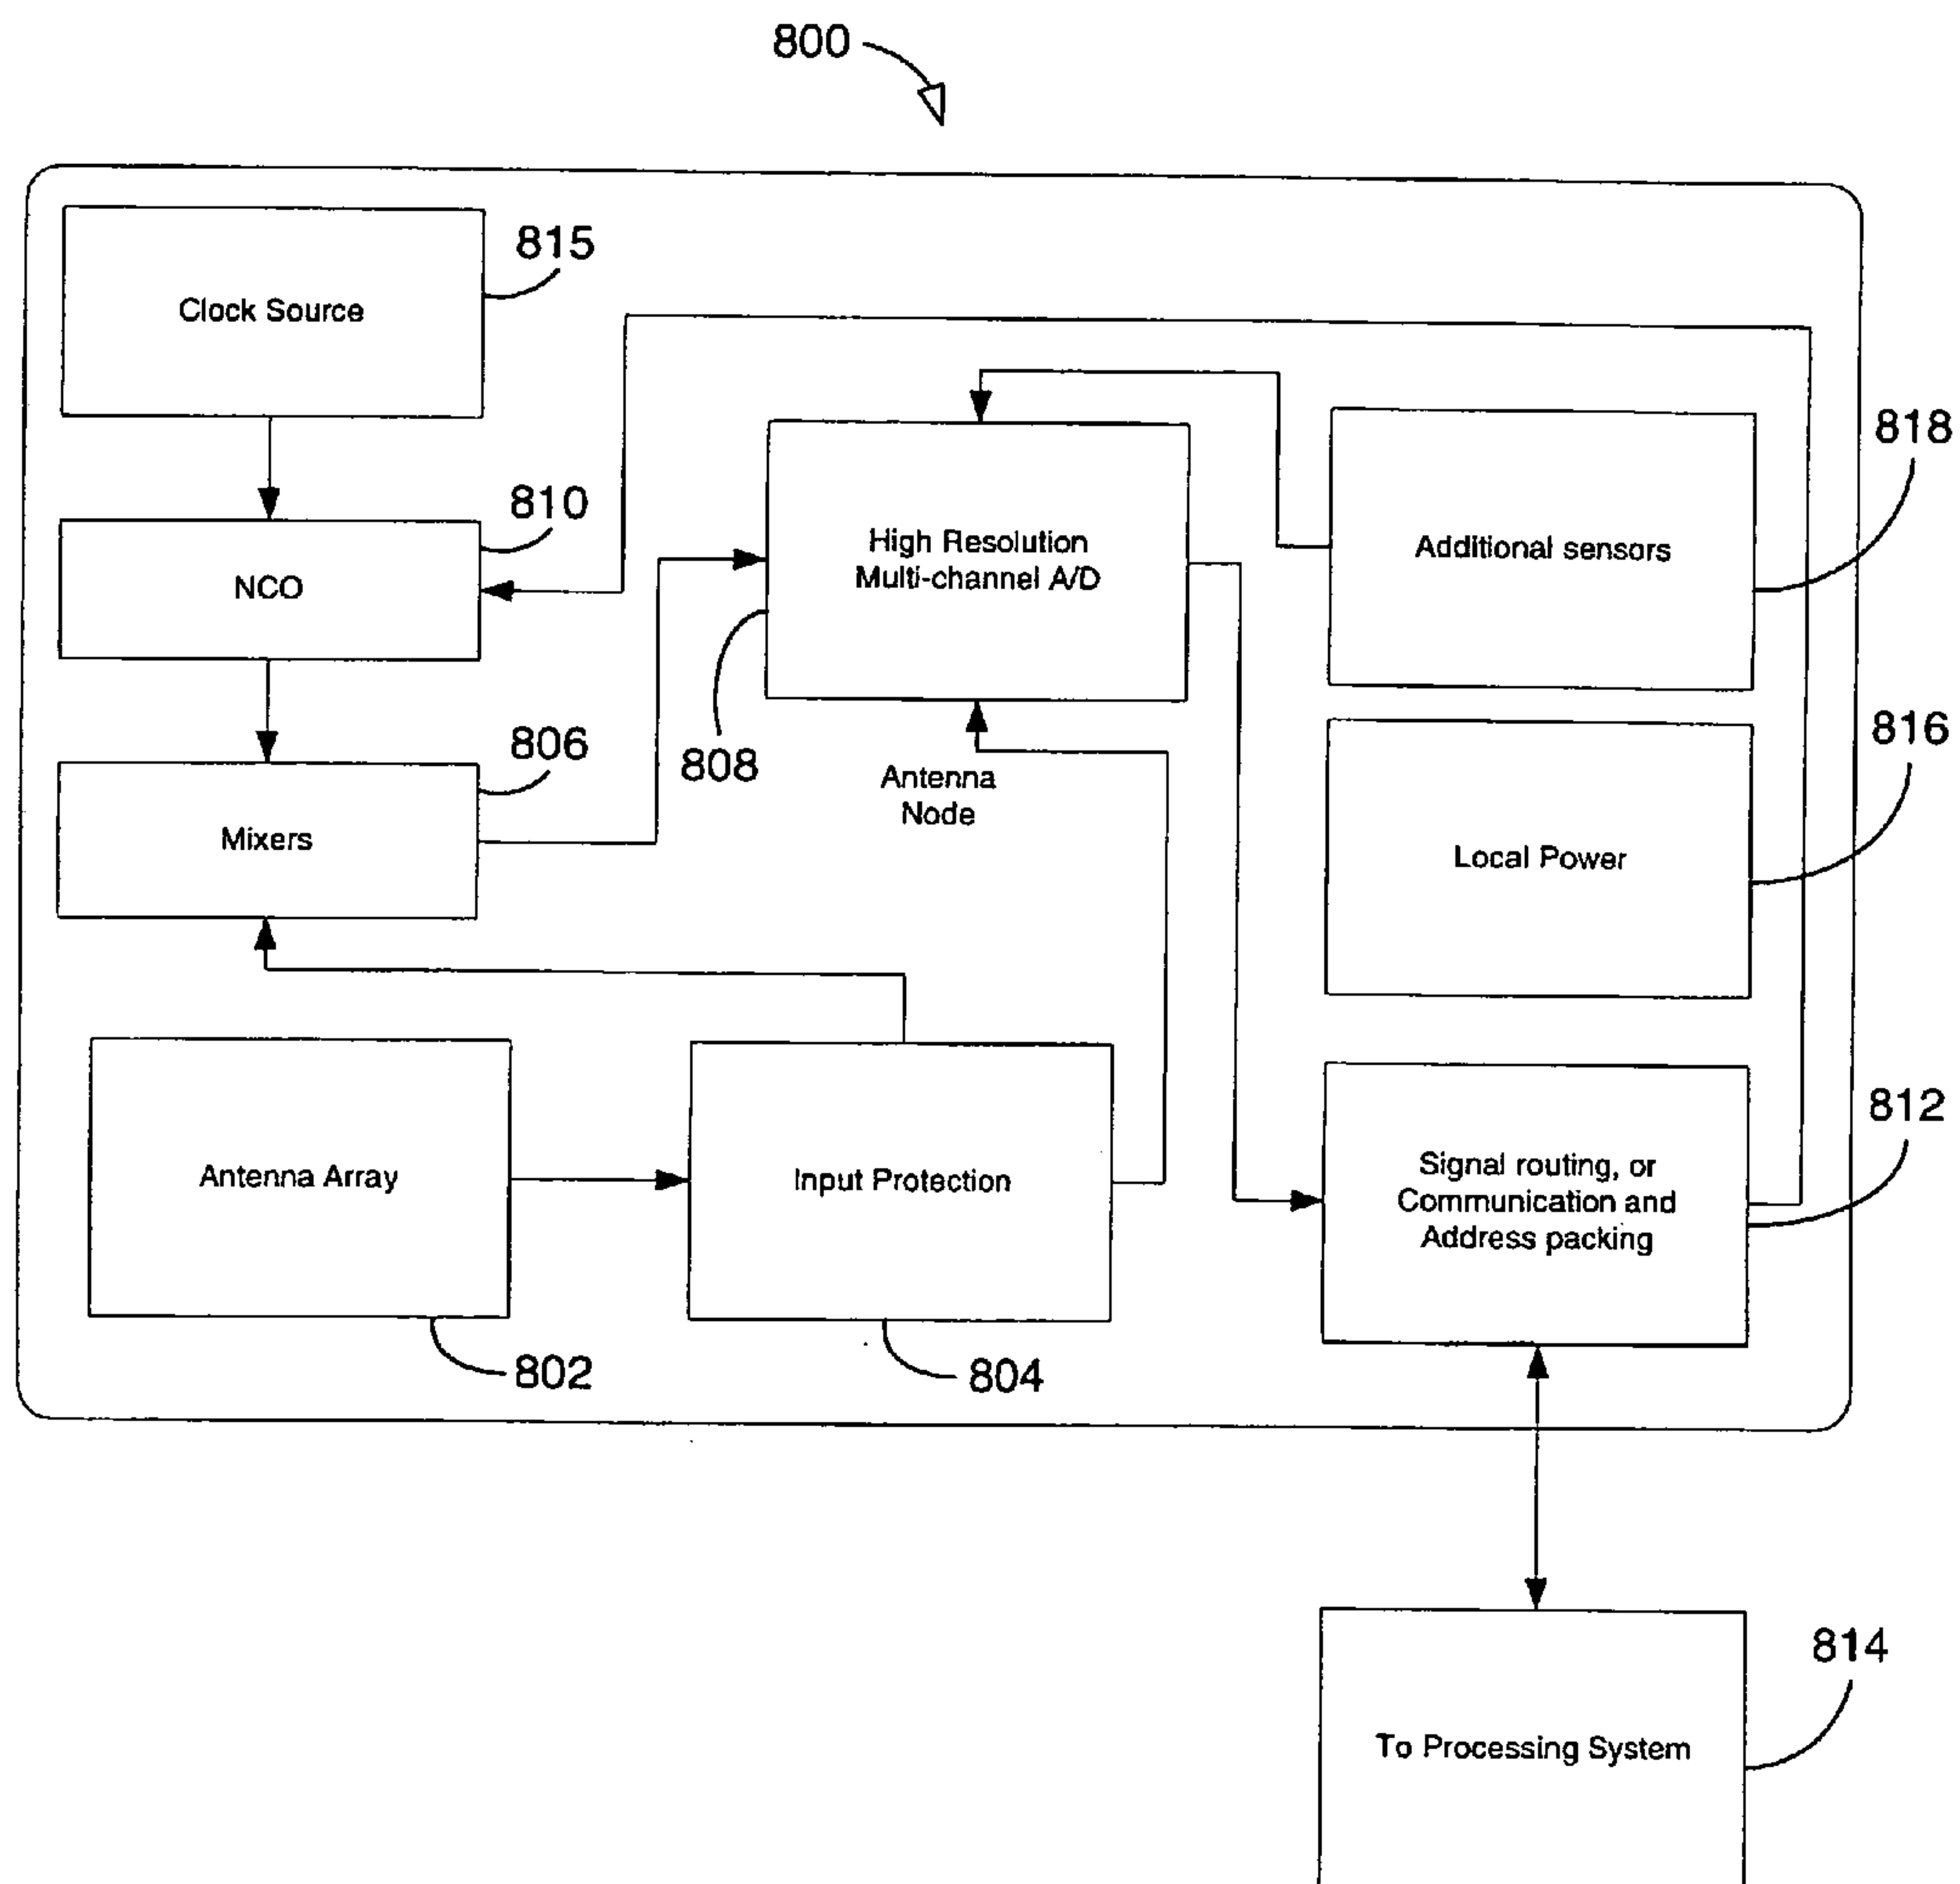 800
Clock Source
815
818
810
High Resolution
Multi-channel A/D
Additional sensors
NCO
816
806
808
Antenna
Node
Mixers
Local Power
812
Signal routing, or
Communication and
Address packing
Antenna Array
Input Protection
802
804
814
To Processing System